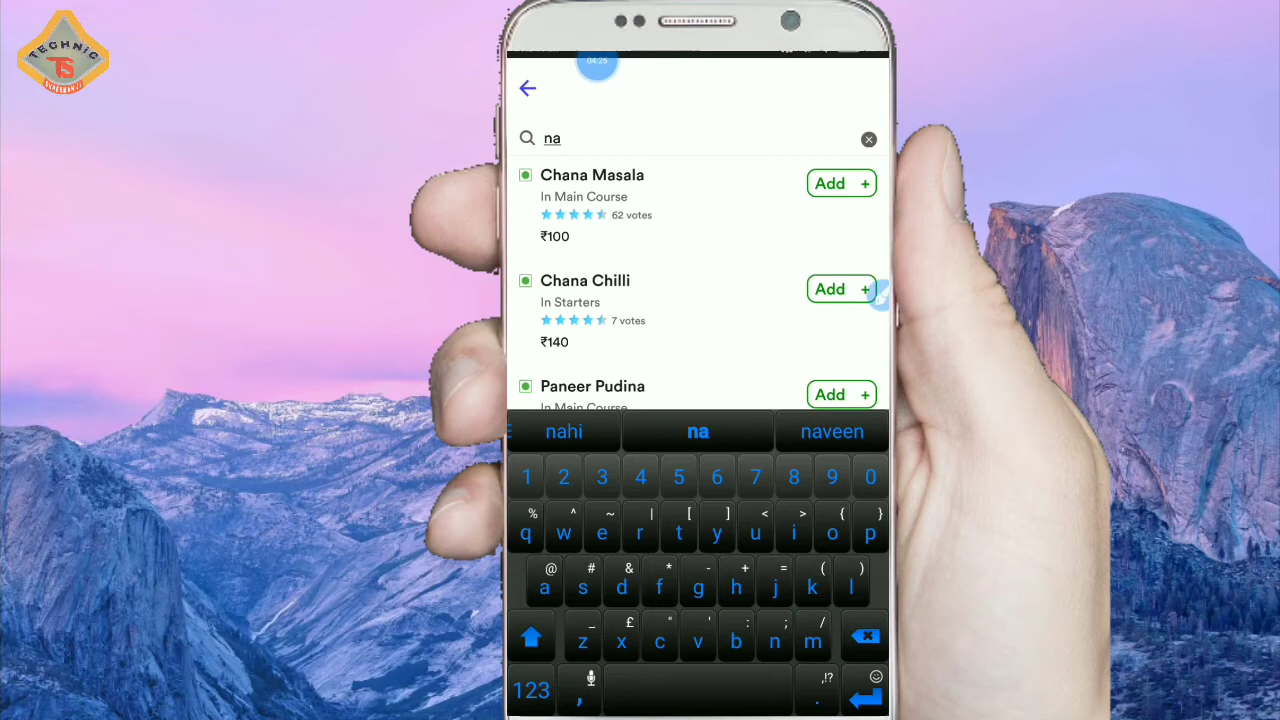 TECHNIC
TS
04:25
na
Chana Masala
Add +
In Main Course
62 votes
₹100
Chana Chilli
Add +
In Starters
7 votes
₹140
Paneer Pudina
Add +
In Main Course
nahi na naveen
1 2 3 4 5 6 7 8 9 0
% ^ ~ | [ ] < > { }
q w e r t y u i o p
@ # & * - + = ( )
a s d f g h j k l
_ £ " ' : ; /
z x c v b n m
123 , ,!? .